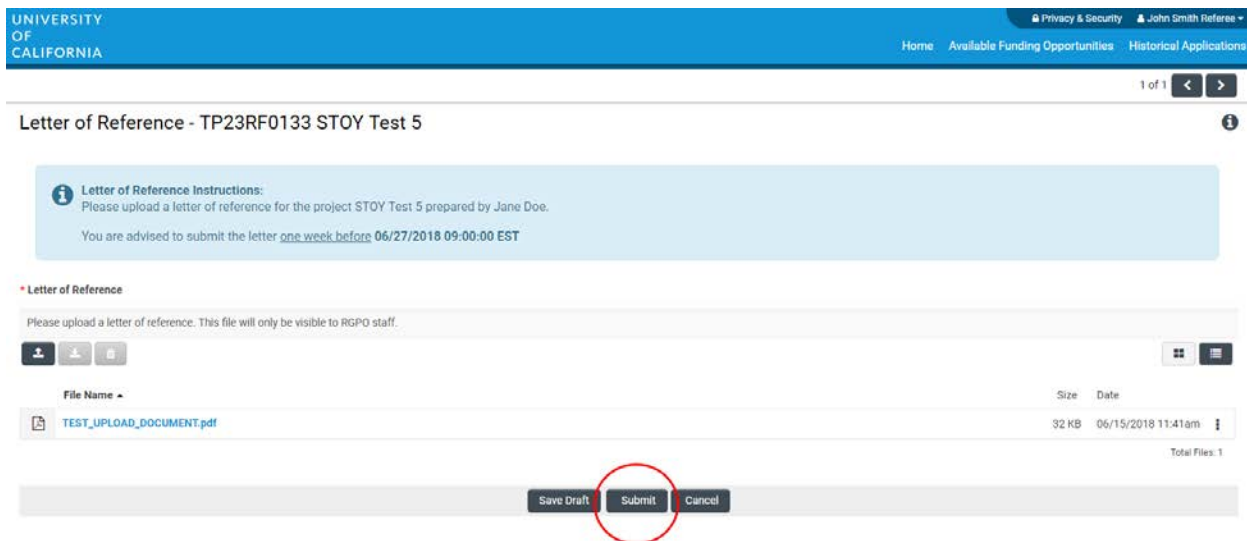 UNIVERSITY
OF
CALIFORNIA
Privacy & Security John Smith Referee
Home Available Funding Opportunities Historical Applications
1 of 1
Letter of Reference - TP23RF0133 STOY Test 5
Letter of Reference Instructions:
Please upload a letter of reference for the project STOY Test 5 prepared by Jane Doe.
You are advised to submit the letter one week before 06/27/2018 09:00:00 EST
* Letter of Reference
Please upload a letter of reference. This file will only be visible to RGPO staff.
File Name Size Date
TEST_UPLOAD_DOCUMENT.pdf 32 KB 06/15/2018 11:41am
Total Files: 1
Save Draft Submit Cancel